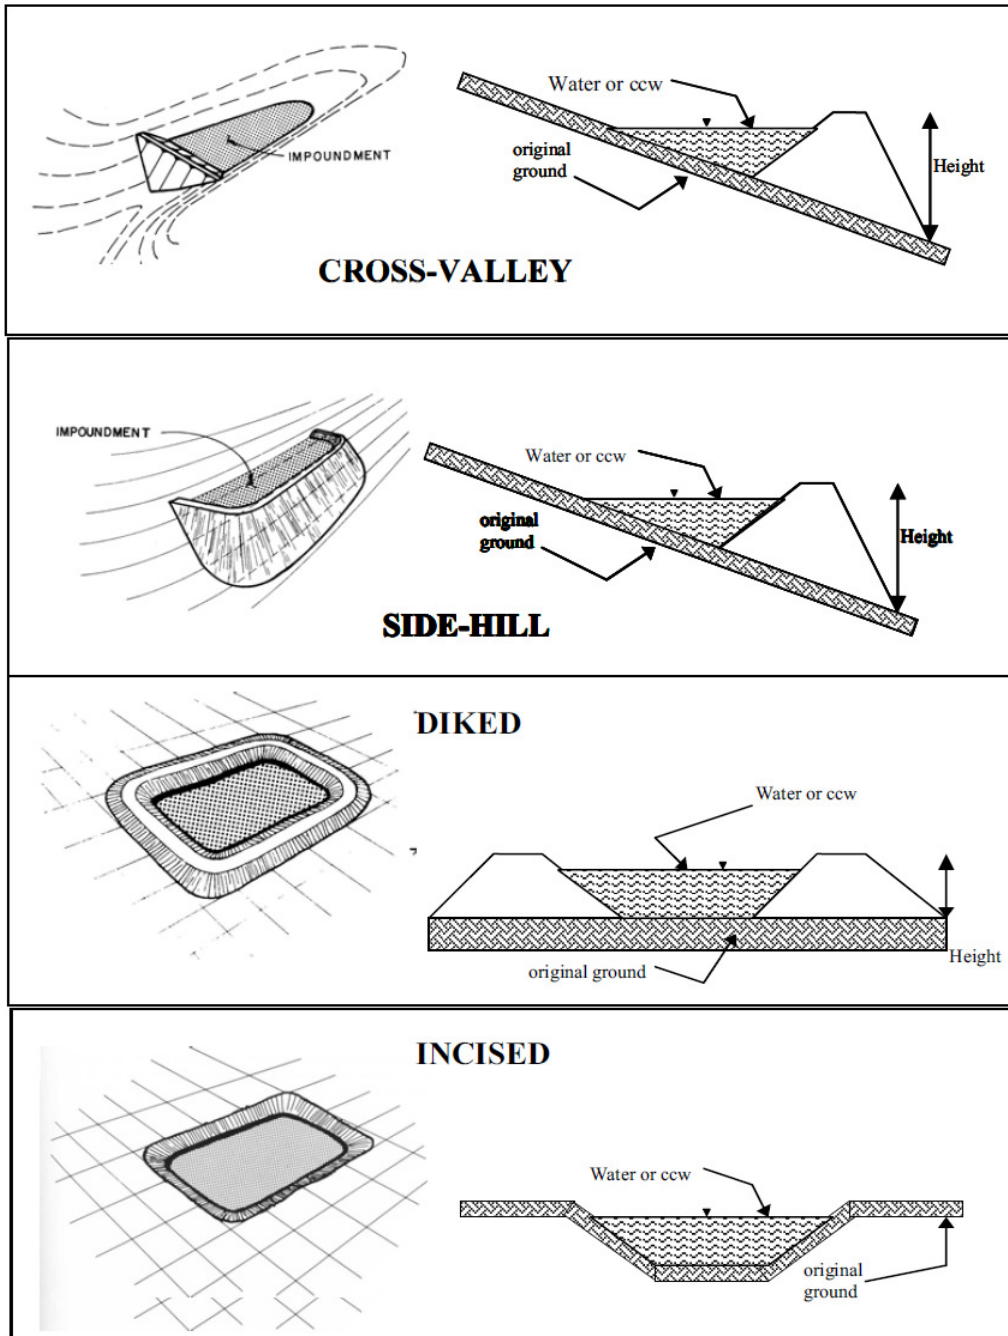 Water or ccw
IMPOUNDMENT
original
ground
Height
CROSS-VALLEY
IMPOUNDMENT
Water or ccw
original
ground
Height
SIDE-HILL
DIKED
Water or ccw
original ground
Height
INCISED
Water or ccw
original
ground